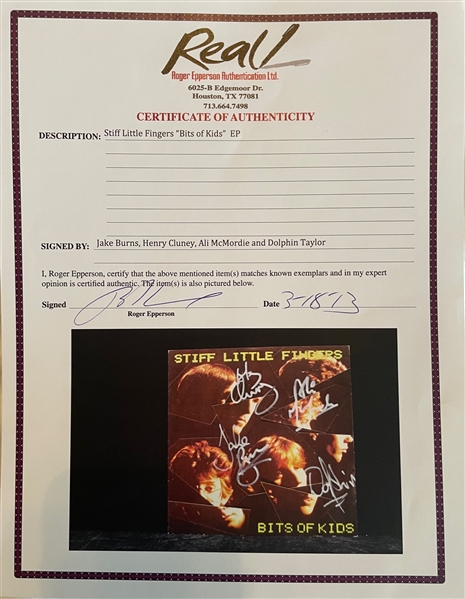 Real!
Roger Epperson Authentication Ltd.
6025-B Edgemoor Dr.
Houston, TX 77081
713.664.7498
CERTIFICATE OF AUTHENTICITY
DESCRIPTION: Stiff Little Fingers "Bits of Kids" EP
SIGNED BY: Jake Burns, Henry Cluney, Ali McMordie and Dolphin Taylor
I, Roger Epperson, certify that the above mentioned item(s) matches known exemplars and in my expert
opinion is certified authentic. The item(s) is also pictured below.
Signed Date 3-18-13
Roger Epperson
STIFF LITTLE FINGERS
BITS OF KIDS